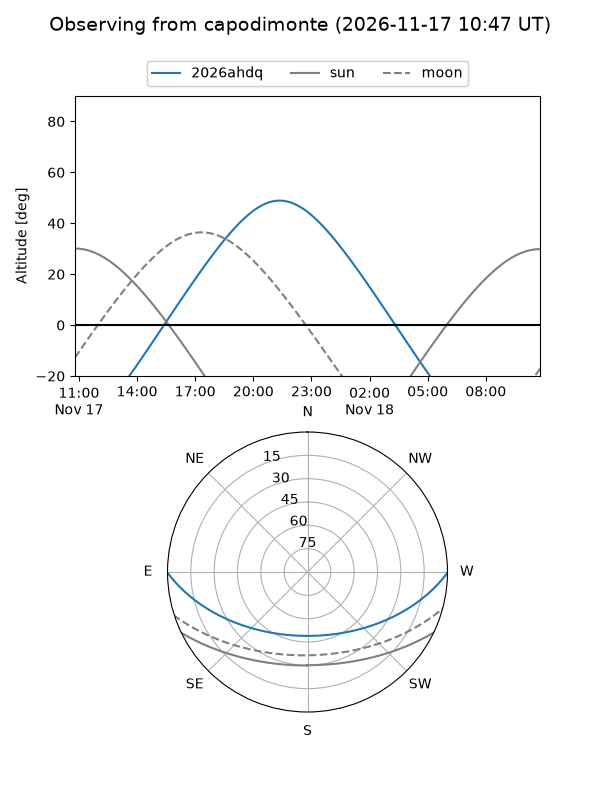 Observing from capodimonte (2026-11-17 10:47 UT)
2026ahdq sun moon
80
60
40
20
0
−20
Altitude [deg]
11:00 14:00 17:00 20:00 23:00 02:00 05:00 08:00
Nov 17 Nov 18
N
NE NW
15
30
45
60
75
E W
SE SW
S